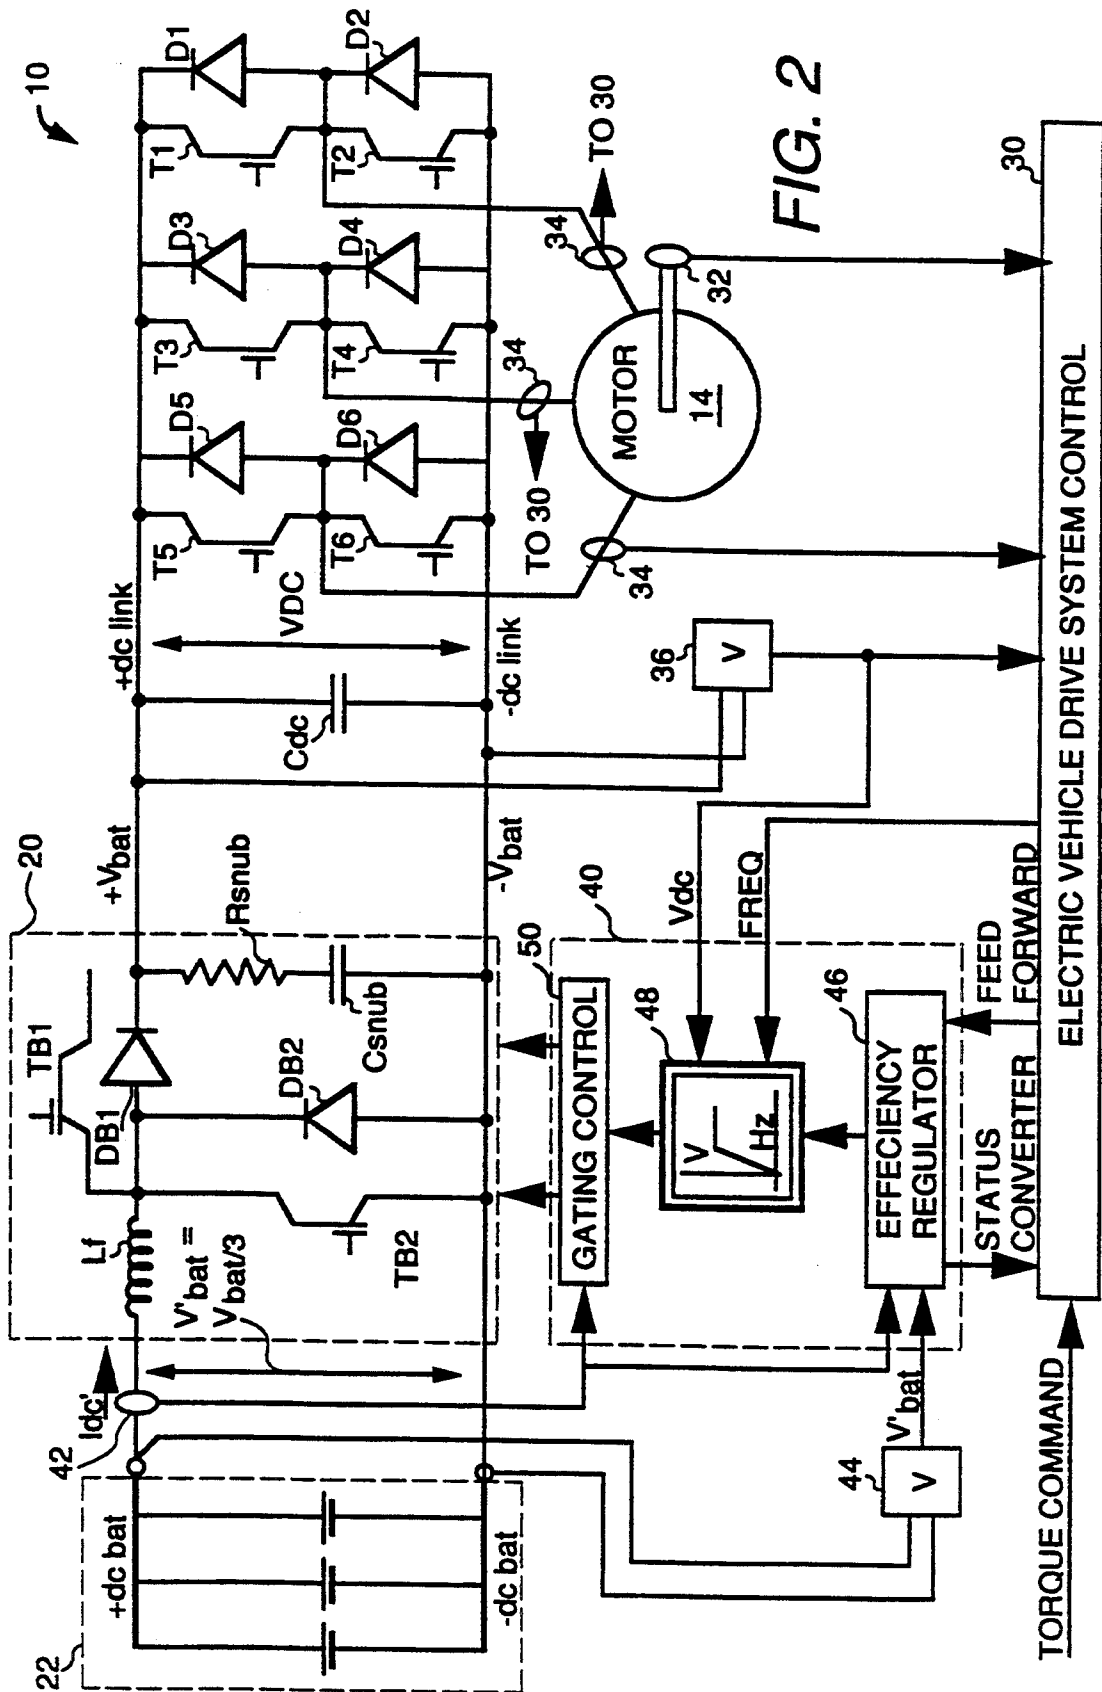 10
D1
D2
T1
T2
D3
D4
T3
T4
D5
D6
T5
T6
+dc link
VDC
-dc link
Cdc
TO 30
34
34
TO 30
34
32
MOTOR
14
FIG. 2
36
V
+Vbat
-Vbat
20
Rsnub
Csnub
TB1
DB1
DB2
TB2
Lf
V'bat =
Vbat/3
Idc'
42
22
+dc bat
-dc bat
44
V
V'bat
40
50
GATING CONTROL
48
V
Hz
Vdc
FREQ
46
EFFECIENCY
REGULATOR
FEED
FORWARD
STATUS
CONVERTER
30
ELECTRIC VEHICLE DRIVE SYSTEM CONTROL
TORQUE COMMAND